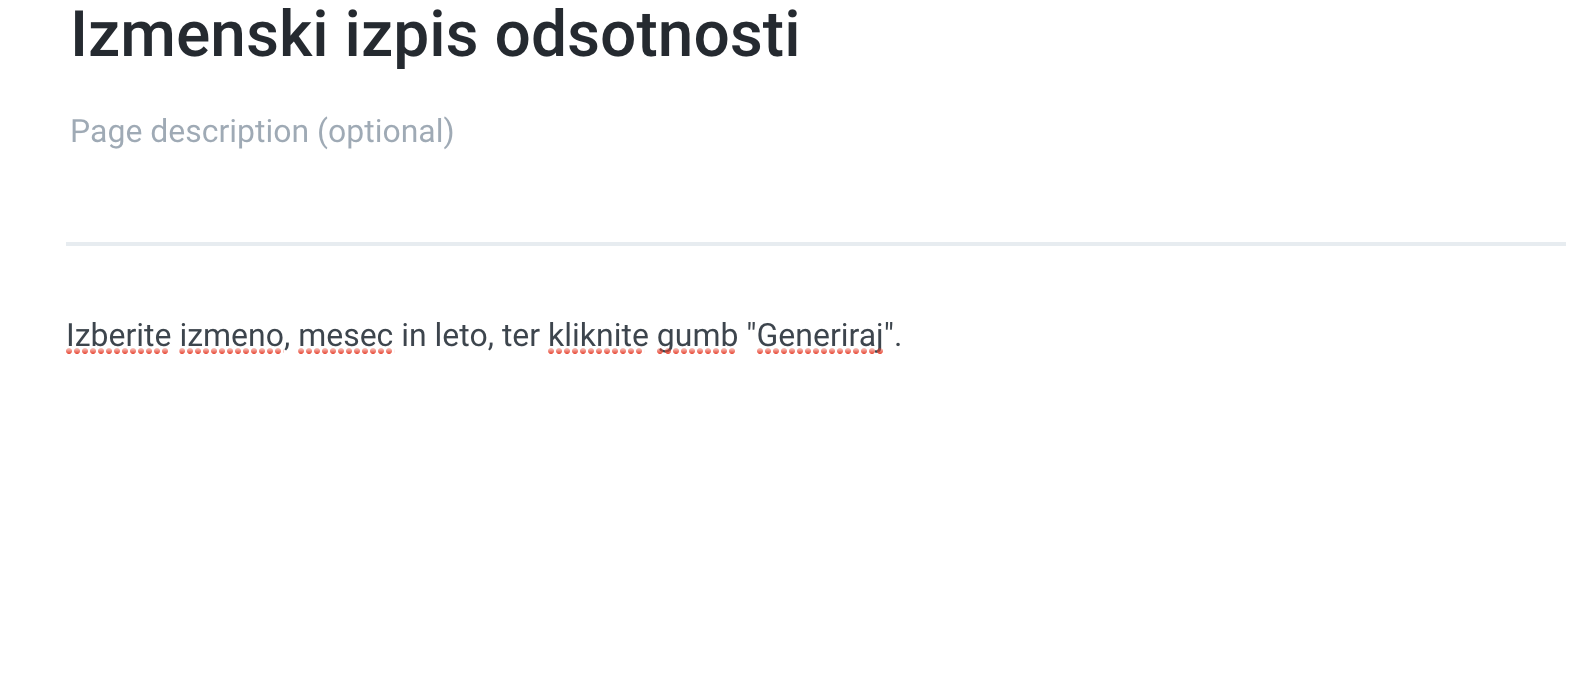 Izmenski izpis odsotnosti
Page description (optional)
Izberite izmeno, mesec in leto, ter kliknite gumb "Generiraj".